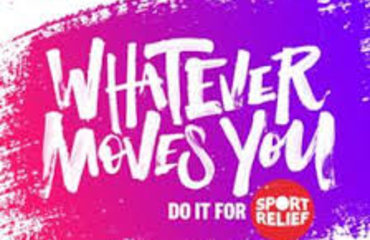 WHATEVER
MOVES YOU
DO IT FOR SPORT
RELIEF